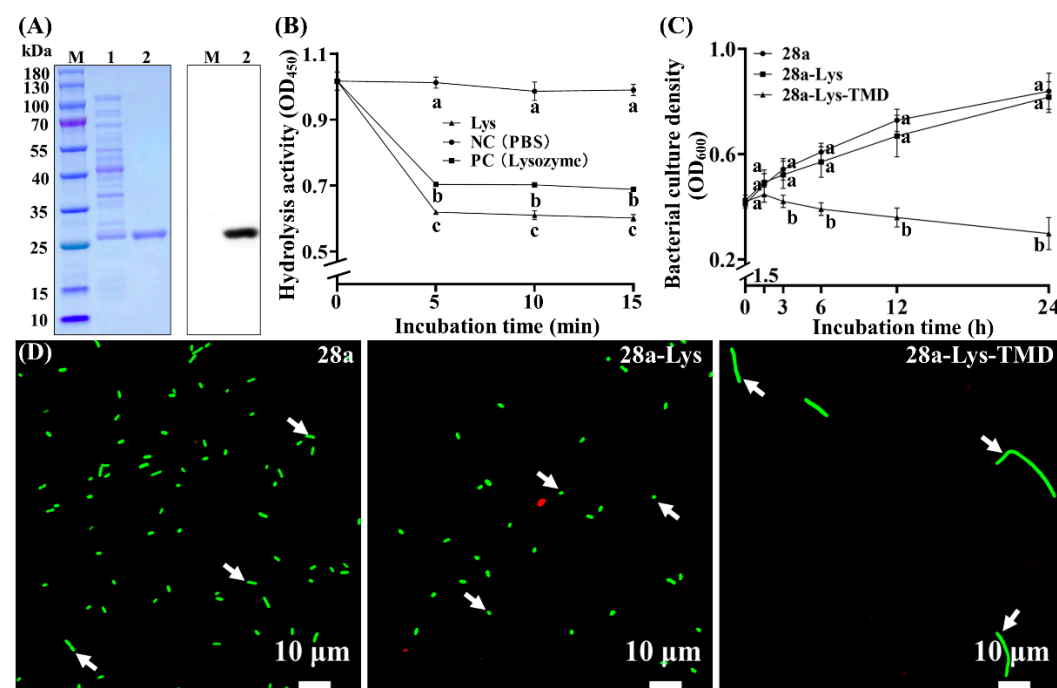 (A)
kDa
M 1 2
M 2
180
130
100
70
55
40
35
25
15
10
(B)
Hydrolysis activity (OD450)
1.1
0.9
0.7
0.5
a a a
Lys
NC (PBS)
PC (Lysozyme)
b b b
c c c
0 5 10 15
Incubation time (min)
(C)
Bacterial culture density
(OD600)
1.0
0.6
0.2
28a
28a-Lys
28a-Lys-TMD
a a a a a
a a a a a
a b b b b
1.5
0 3 6 12 24
Incubation time (h)
(D)
28a
10 μm
28a-Lys
10 μm
28a-Lys-TMD
10 μm